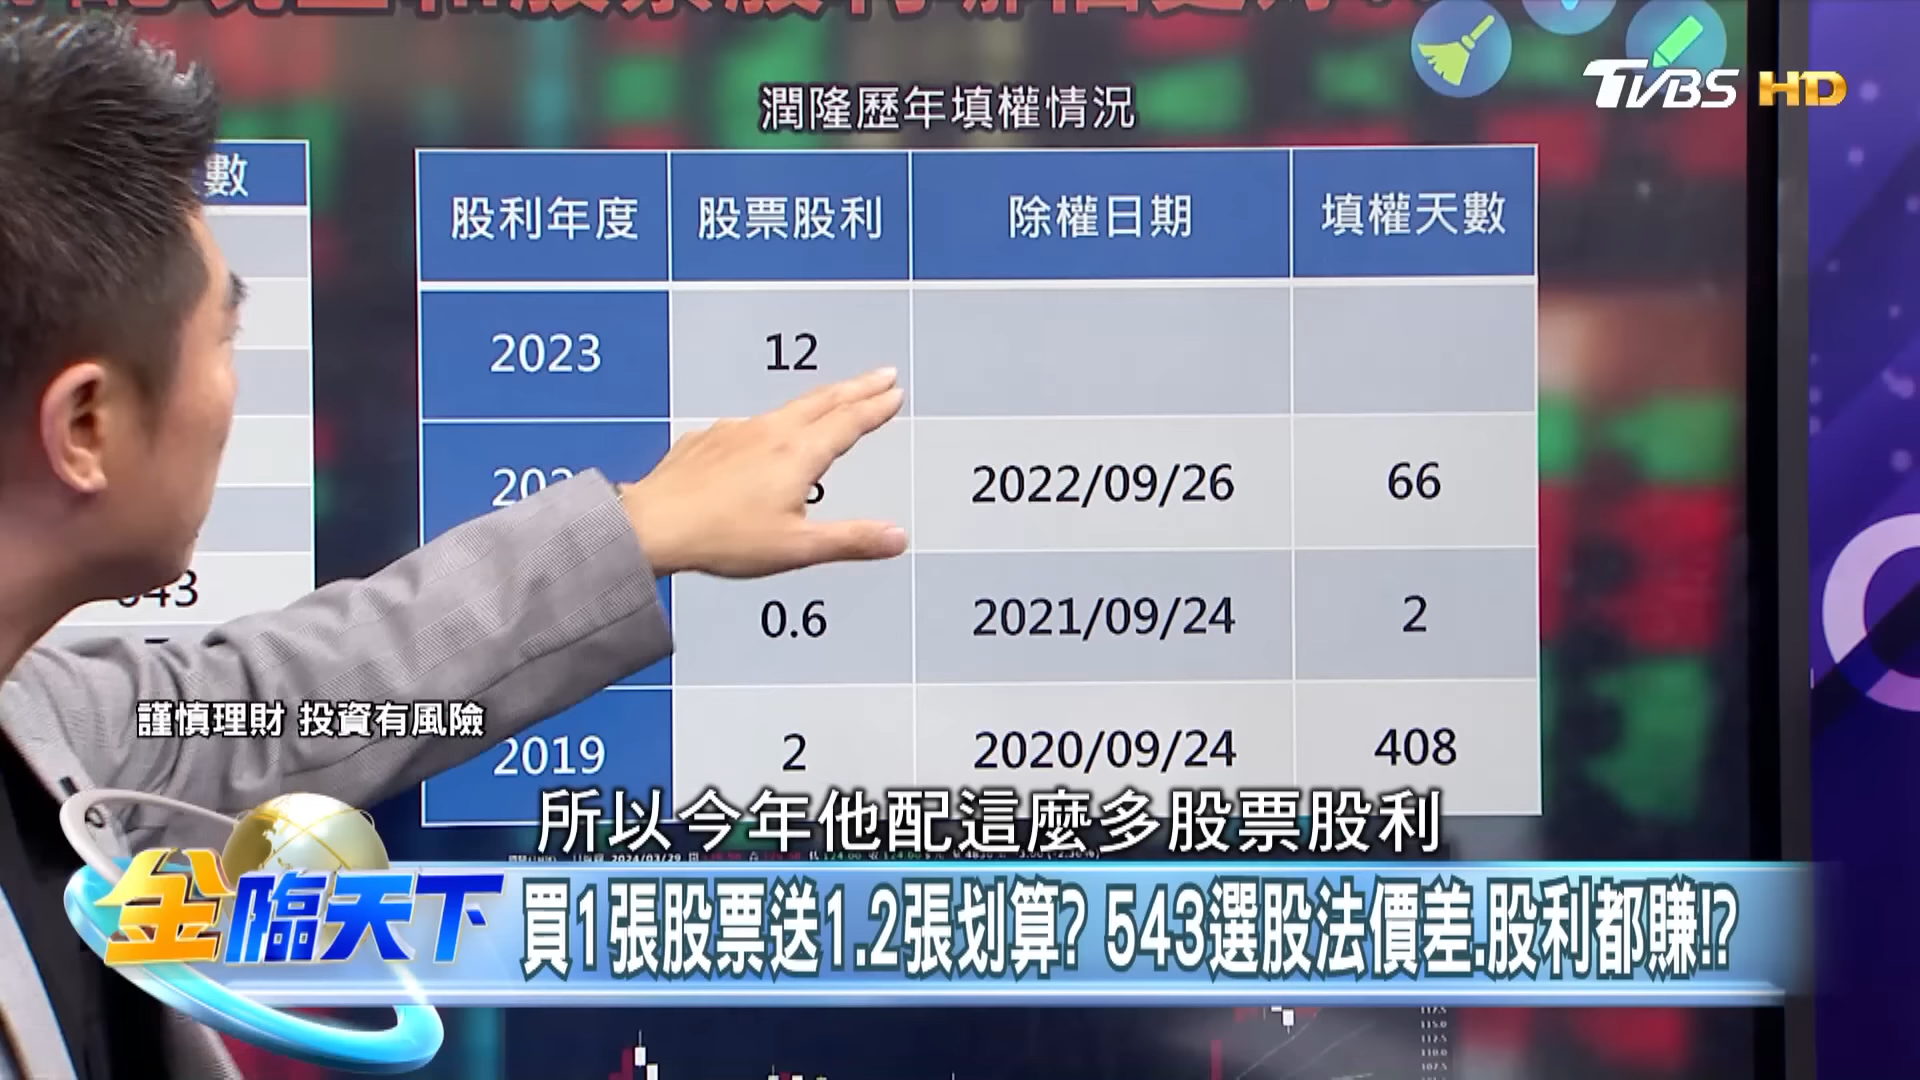 TVBS HD
潤隆歷年填權情況
數
股利年度 股票股利 除權日期 填權天數
2023 12
2022/09/26 66
0.6 2021/09/24 2
2019 2 2020/09/24 408
謹慎理財 投資有風險
所以今年他配這麼多股票股利
2024/03/29
金臨天下
買1張股票送1.2張划算? 543選股法價差.股利都賺!?